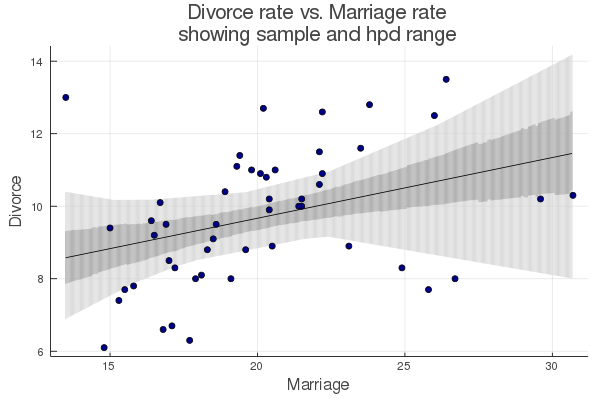 Divorce rate vs. Marriage rate
showing sample and hpd range
14
12
10
8
6
Divorce
15
20
25
30
Marriage